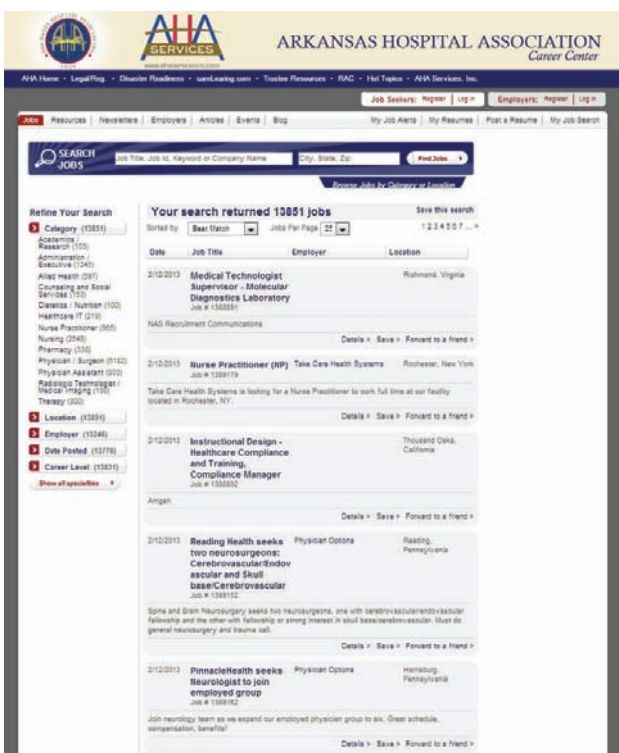 AHA
SERVICES
www.ahaservicesinc.com
ARKANSAS HOSPITAL ASSOCIATION
Career Center
AHA Home • Legal/Reg. • Disaster Readiness • samLearing.com • Trustee Resources • RAC • Hot Topics • AHA Services, Inc.
Job Seekers: Register | Log in Employers: Register | Log in
Jobs Resources | Newsletters | Employers | Articles | Events | Blog My Job Alerts | My Resumes | Post a Resume | My Job Search
SEARCH JOBS Job Title, Job Id, Keyword or Company Name City, State, Zip Find Jobs
Browse Jobs by Category or Location
Refine Your Search
Category (13851)
Academics /
Research (103)
Administration /
Executive (1245)
Allied Health
Counseling and Social
Services (153)
Dietetics / Nutrition (100)
Healthcare IT (219)
Nurse Practitioner
Nursing
Pharmacy
Physician / Surgeon
Physician Assistant
Radiologic Technologist /
Medical Imaging
Therapy
Location (13851)
Employer (13246)
Date Posted (13778)
Career Level (13831)
Show all specialties
Your search returned 13851 jobs Save this search
Sorted by Best Match Jobs Per Page 25 1 2 3 4 5 6 7 ... »
Date Job Title Employer Location
2/12/2013 Medical Technologist Richmond, Virginia
Supervisor - Molecular
Diagnostics Laboratory
Job #
NAS Recruitment Communications
Details > Save > Forward to a friend >
2/12/2013 Nurse Practitioner (NP) Take Care Health Systems Rochester, New York
Job # 1389179
Take Care Health Systems is looking for a Nurse Practitioner to work full time at our facility
located in Rochester, NY.
Details > Save > Forward to a friend >
2/12/2013 Instructional Design - Thousand Oaks,
Healthcare Compliance California
and Training,
Compliance Manager
Job #
Amgen
Details > Save > Forward to a friend >
2/12/2013 Reading Health seeks Physician Options Reading,
two neurosurgeons: Pennsylvania
Cerebrovascular/Endov
ascular and Skull
base/Cerebrovascular
Job # 1389152
Spine and Brain Neurosurgery seeks two neurosurgeons, one with cerebrovascular/endovascular
fellowship and the other with fellowship or strong interest in skull base/cerebrovascular. Must do
general neurosurgery and trauma call.
Details > Save > Forward to a friend >
2/12/2013 PinnacleHealth seeks Physician Options Harrisburg,
Neurologist to join Pennsylvania
employed group
Job # 1389162
Join neurology team as we expand our employed physician group to six. Great schedule,
compensation, benefits!
Details > Save > Forward to a friend >